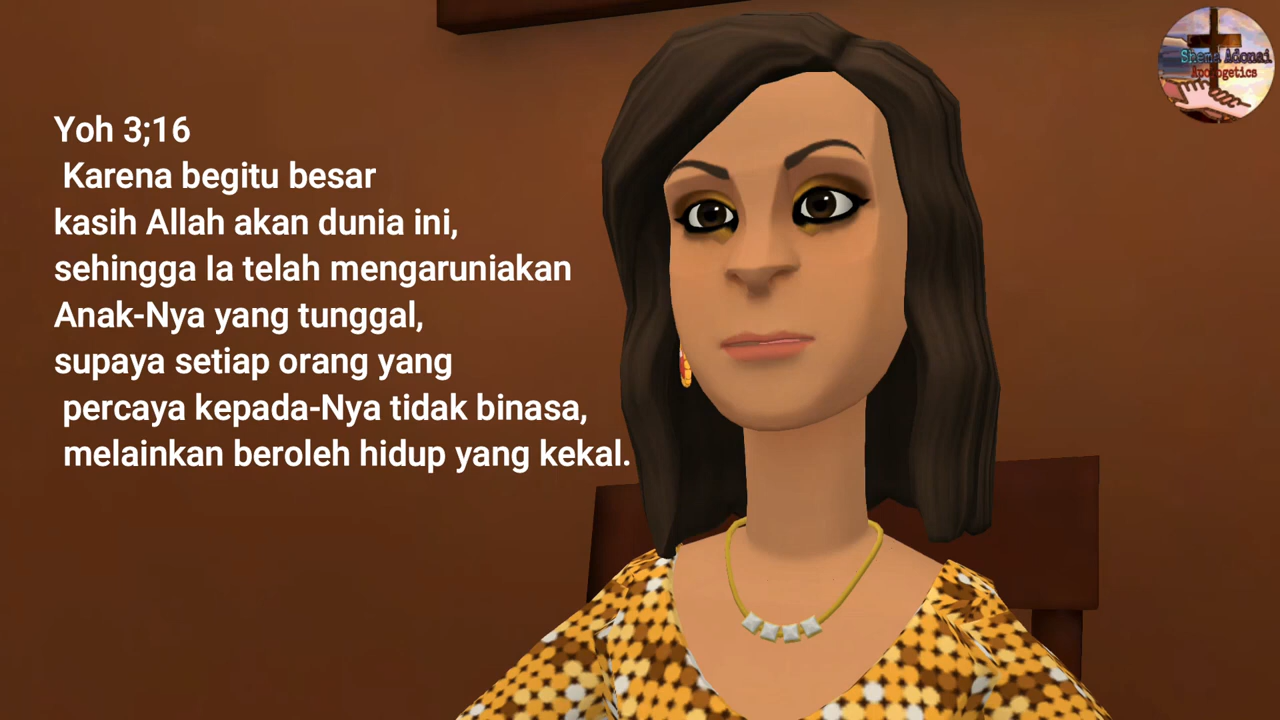 Yoh 3;16
Karena begitu besar
kasih Allah akan dunia ini,
sehingga Ia telah mengaruniakan
Anak-Nya yang tunggal,
supaya setiap orang yang
percaya kepada-Nya tidak binasa,
melainkan beroleh hidup yang kekal.
Shema Adonai
Apologetics